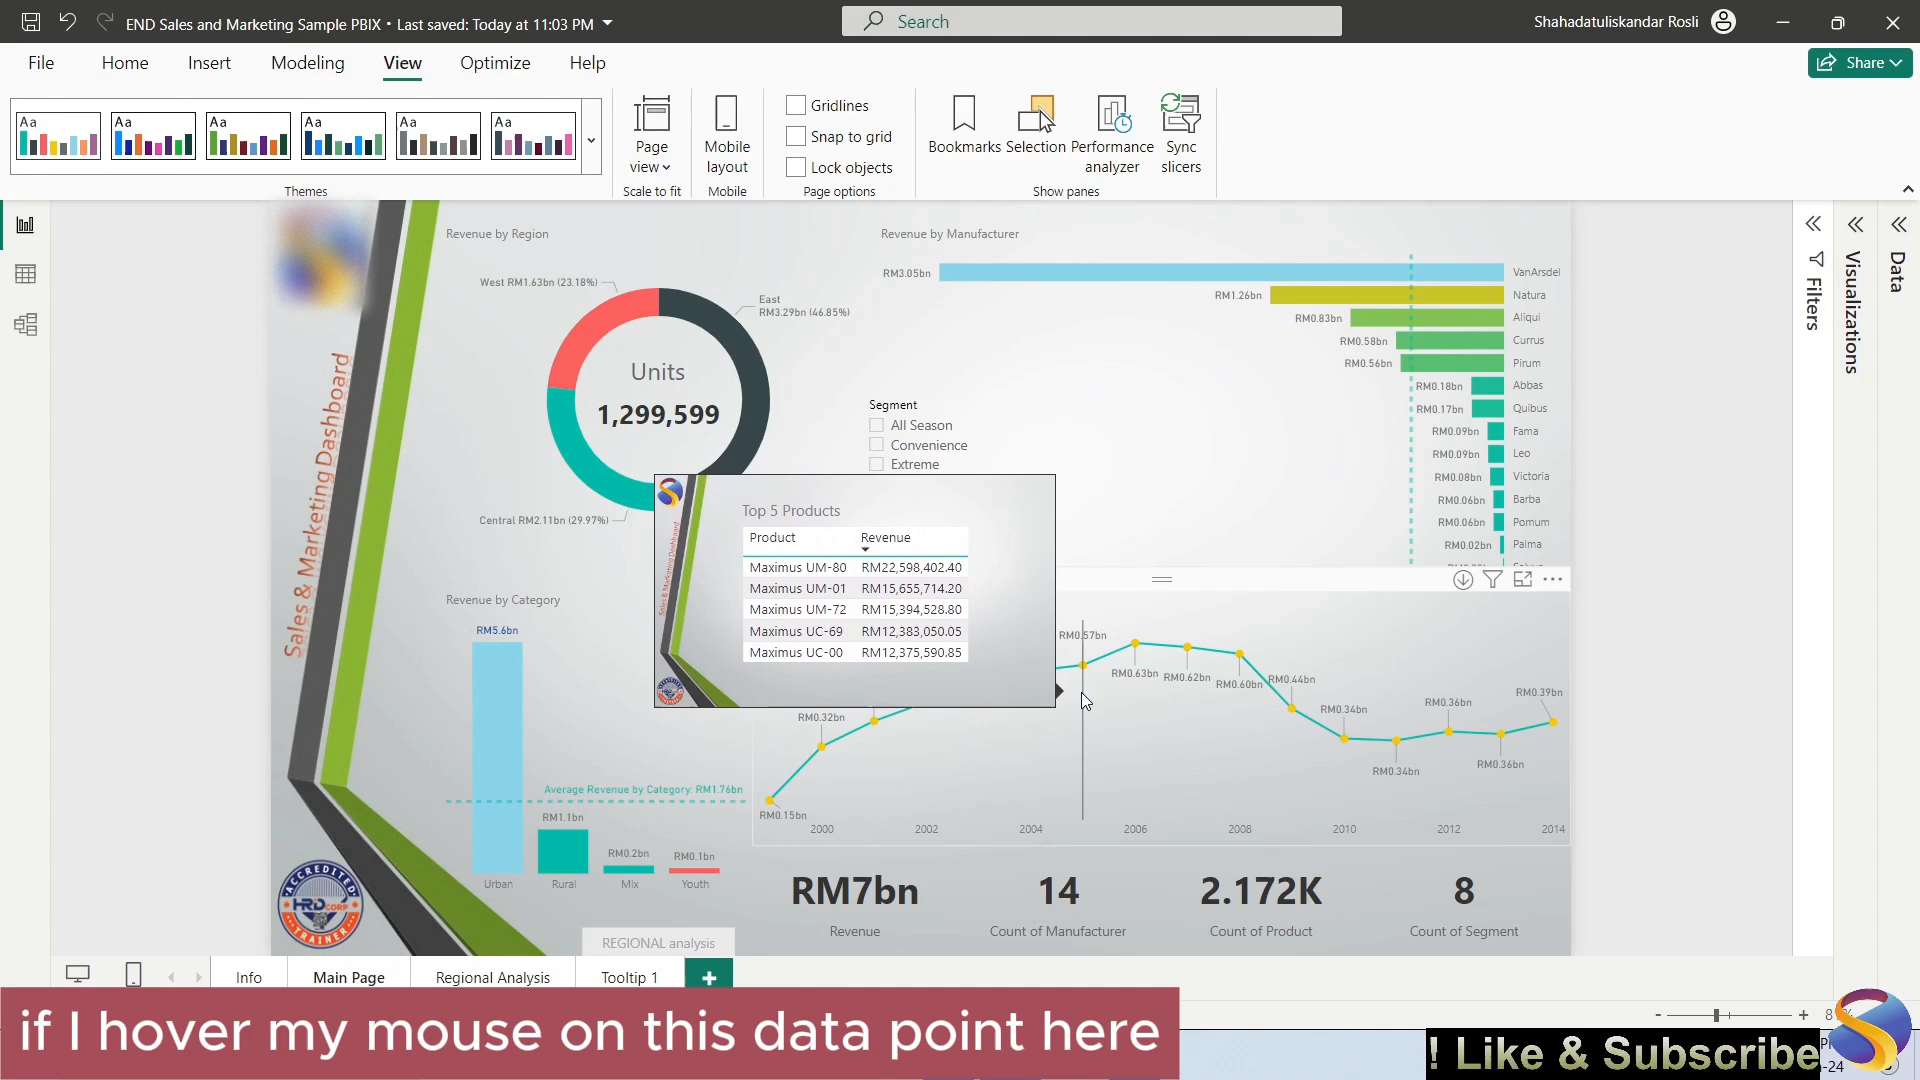 END Sales and Marketing Sample PBIX • Last saved: Today at 11:03 PM
Search
Shahadatuliskandar Rosli
File
Home
Insert
Modeling
View
Optimize
Help
Share
Aa
Aa
Aa
Aa
Aa
Aa
Themes
Page view
Scale to fit
Mobile layout
Mobile
Gridlines
Snap to grid
Lock objects
Page options
Bookmarks
Selection
Performance analyzer
Sync slicers
Show panes
Filters
Visualizations
Data
Sales & Marketing Dashboard
Revenue by Region
West RM1.63bn (23.18%)
East
RM3.29bn (46.85%)
Units
1,299,599
Central RM2.11bn (29.97%)
Revenue by Manufacturer
RM3.05bn VanArsdel
RM1.26bn Natura
RM0.83bn Aliqui
RM0.58bn Currus
RM0.56bn Pirum
RM0.18bn Abbas
RM0.17bn Quibus
RM0.09bn Fama
RM0.09bn Leo
RM0.08bn Victoria
RM0.06bn Barba
RM0.06bn Pomum
RM0.02bn Palma
Segment
All Season
Convenience
Extreme
Sales & Marketing Dashboard
Top 5 Products
Product Revenue
Maximus UM-80 RM22,598,402.40
Maximus UM-01 RM15,655,714.20
Maximus UM-72 RM15,394,528.80
Maximus UC-69 RM12,383,050.05
Maximus UC-00 RM12,375,590.85
Revenue by Category
RM5.6bn
Average Revenue by Category: RM1.76bn
RM1.1bn
RM0.2bn
RM0.1bn
Urban
Rural
Mix
Youth
RM0.15bn
RM0.32bn
RM0.57bn
RM0.63bn
RM0.62bn
RM0.60bn
RM0.44bn
RM0.34bn
RM0.34bn
RM0.36bn
RM0.36bn
RM0.39bn
2000
2002
2004
2006
2008
2010
2012
2014
RM7bn
Revenue
14
Count of Manufacturer
2.172K
Count of Product
8
Count of Segment
ACCREDITED
HRD CORP
TRAINER
REGIONAL analysis
Info
Main Page
Regional Analysis
Tooltip 1
if I hover my mouse on this data point here
! Like & Subscribe